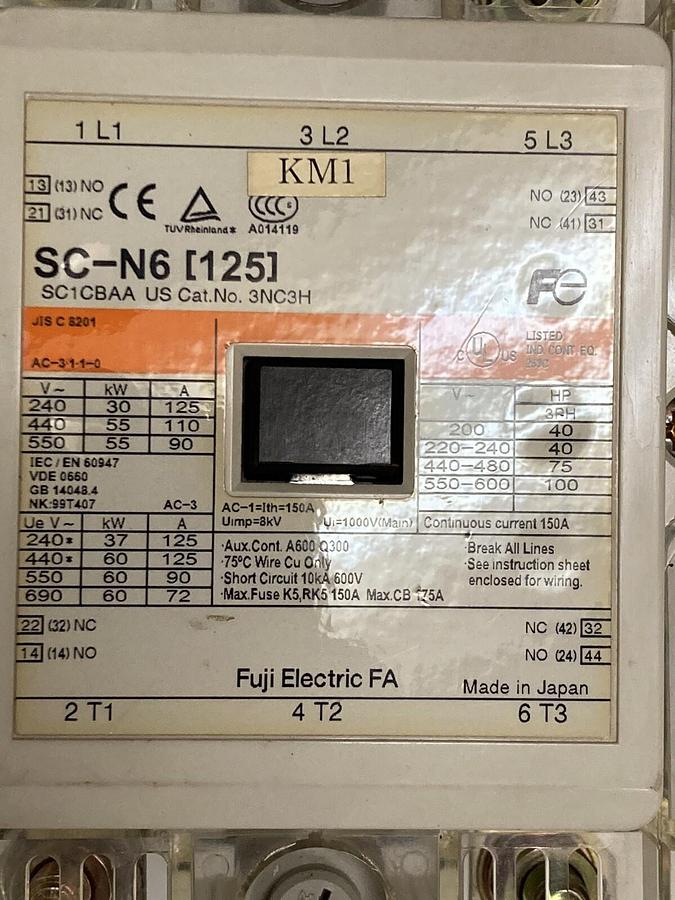 1 L1 3 L2 5 L3
KM1
13 (13) NO
21 (31) NC
CE
TÜVRheinland
CCC S
A014119
NO (23) 43
NC (41) 31
SC-N6 [125]
SC1CBAA US Cat.No. 3NC3H
Fe
JIS C 8201
AC-3·1-1-0
C UL US
LISTED
IND. CONT. EQ.
V~ kW A
240 30 125
440 55 110
550 55 90
IEC / EN 60947
VDE 0660
GB 14048.4
NK:99T407 AC-3
Ue V~ kW A
240* 37 125
440* 60 125
550 60 90
690 60 72
V~ HP
3PH
200 40
220-240 40
440-480 75
550-600 100
AC-1=Ith=150A
Uimp=8kV Ui=1000V(Main)
Continuous current 150A
·Aux.Cont. A600 Q300
·75°C Wire Cu Only
·Short Circuit 10kA 600V
·Max.Fuse K5,RK5 150A Max.CB 175A
·Break All Lines
·See instruction sheet
enclosed for wiring.
22 (32) NC
14 (14) NO
NC (42) 32
NO (24) 44
Fuji Electric FA
Made in Japan
2 T1 4 T2 6 T3